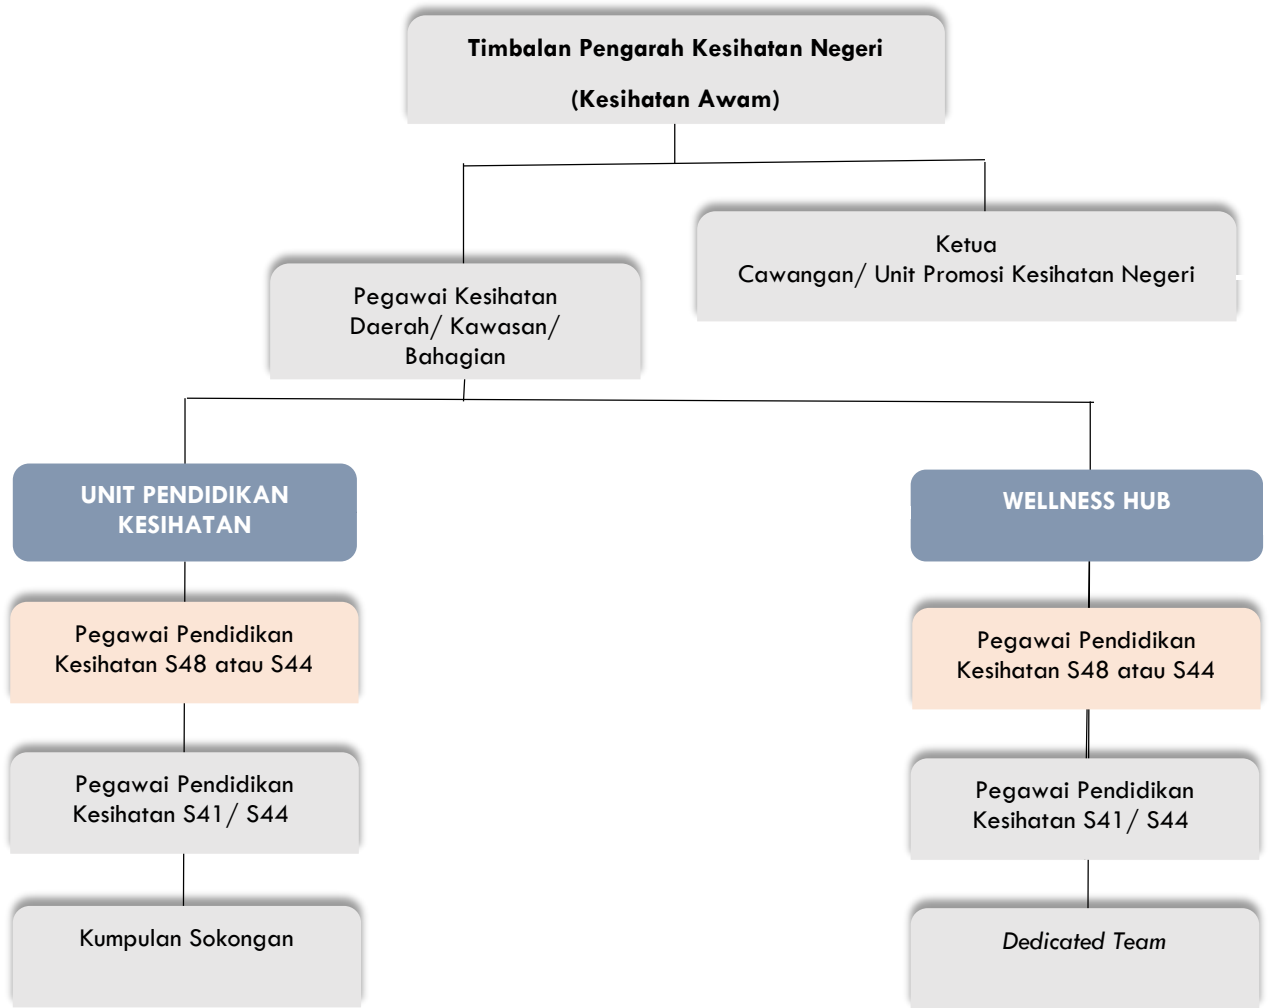 Timbalan Pengarah Kesihatan Negeri
(Kesihatan Awam)
Ketua
Cawangan/ Unit Promosi Kesihatan Negeri
Pegawai Kesihatan
Daerah/ Kawasan/
Bahagian
UNIT PENDIDIKAN
KESIHATAN
WELLNESS HUB
Pegawai Pendidikan
Kesihatan S48 atau S44
Pegawai Pendidikan
Kesihatan S48 atau S44
Pegawai Pendidikan
Kesihatan S41/ S44
Pegawai Pendidikan
Kesihatan S41/ S44
Kumpulan Sokongan
Dedicated Team